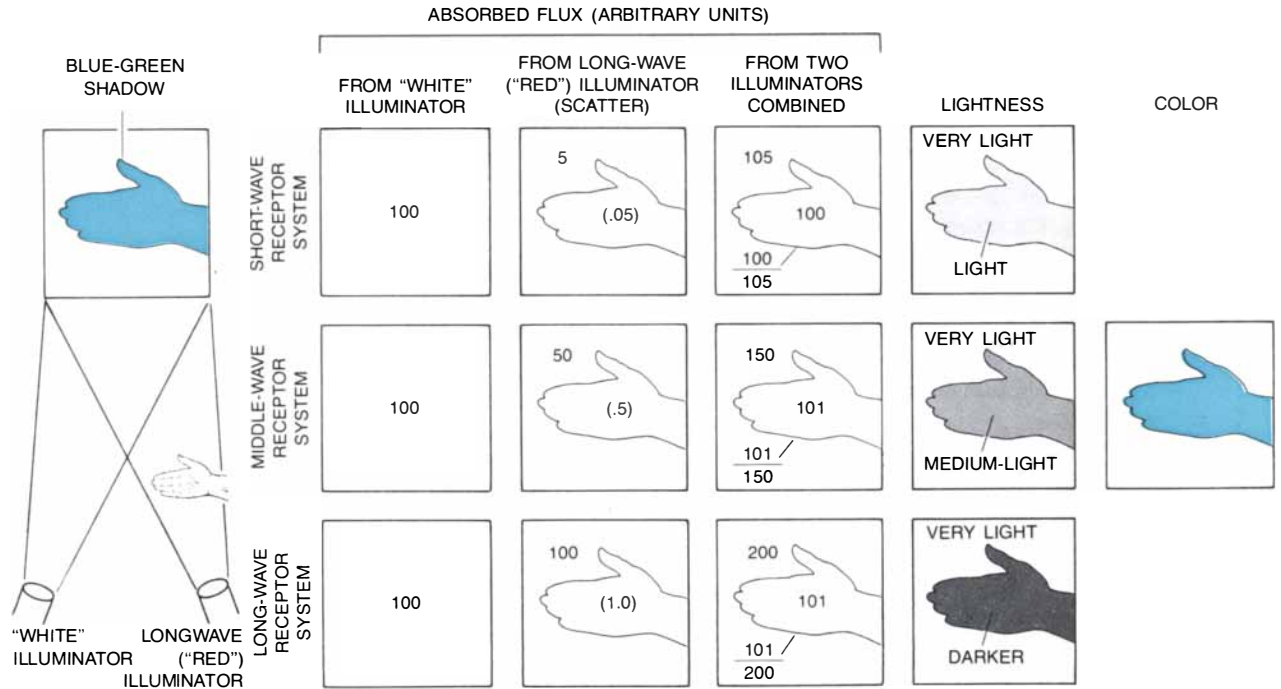 ABSORBED FLUX (ARBITRARY UNITS)
BLUE-GREEN
SHADOW
FROM “WHITE”
ILLUMINATOR
FROM LONG-WAVE
(“RED”) ILLUMINATOR
(SCATTER)
FROM TWO
ILLUMINATORS
COMBINED
LIGHTNESS
COLOR
SHORT-WAVE
RECEPTOR
SYSTEM
100
5
(.05)
105
100
100
105
VERY LIGHT
LIGHT
MIDDLE-WAVE
RECEPTOR
SYSTEM
100
50
(.5)
150
101
101
150
VERY LIGHT
MEDIUM-LIGHT
LONG-WAVE
RECEPTOR
SYSTEM
100
100
(1.0)
200
101
101
200
VERY LIGHT
DARKER
“WHITE”
ILLUMINATOR
LONGWAVE
(“RED”)
ILLUMINATOR